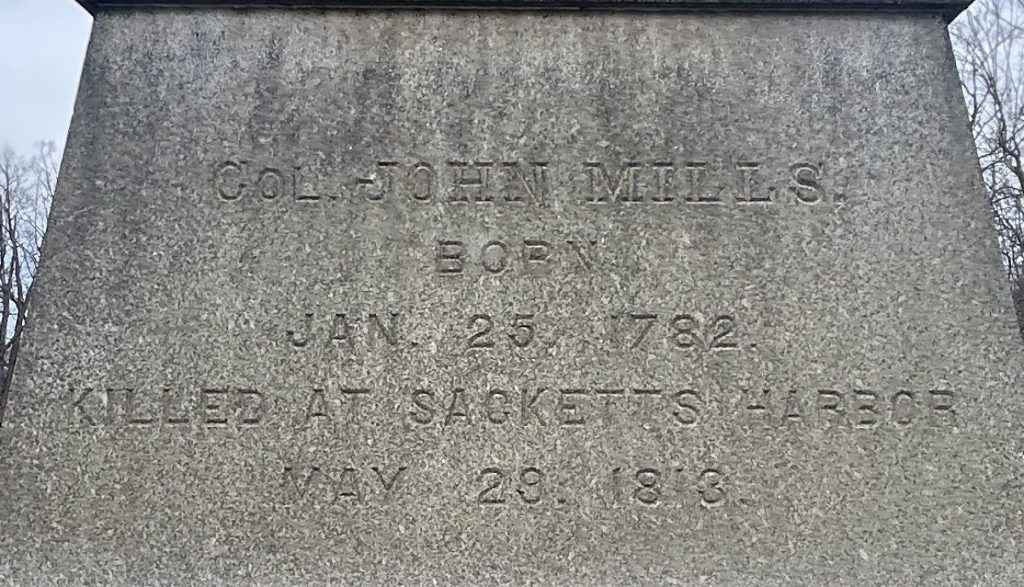 COL. JOHN MILLS.
BORN
JAN. 25. 1782.
KILLED AT SACKETTS HARBOR
MAY 29. 1813.